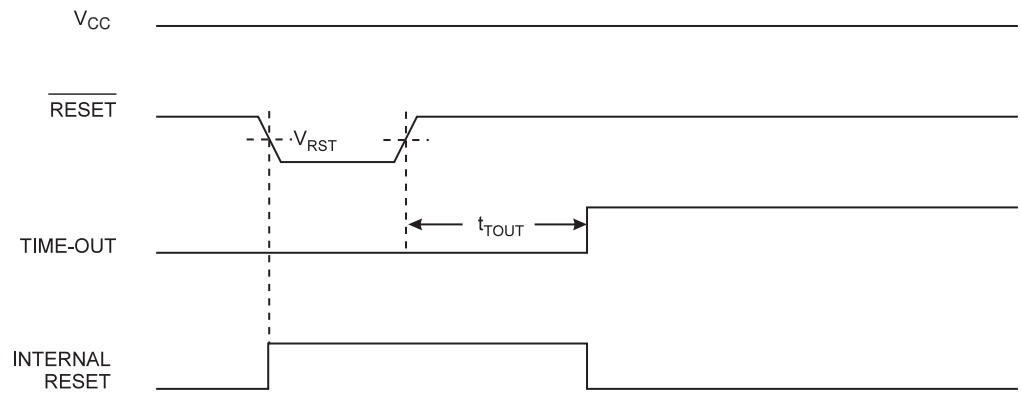 VCC
RESET
VRST
tTOUT
TIME-OUT
INTERNAL
RESET